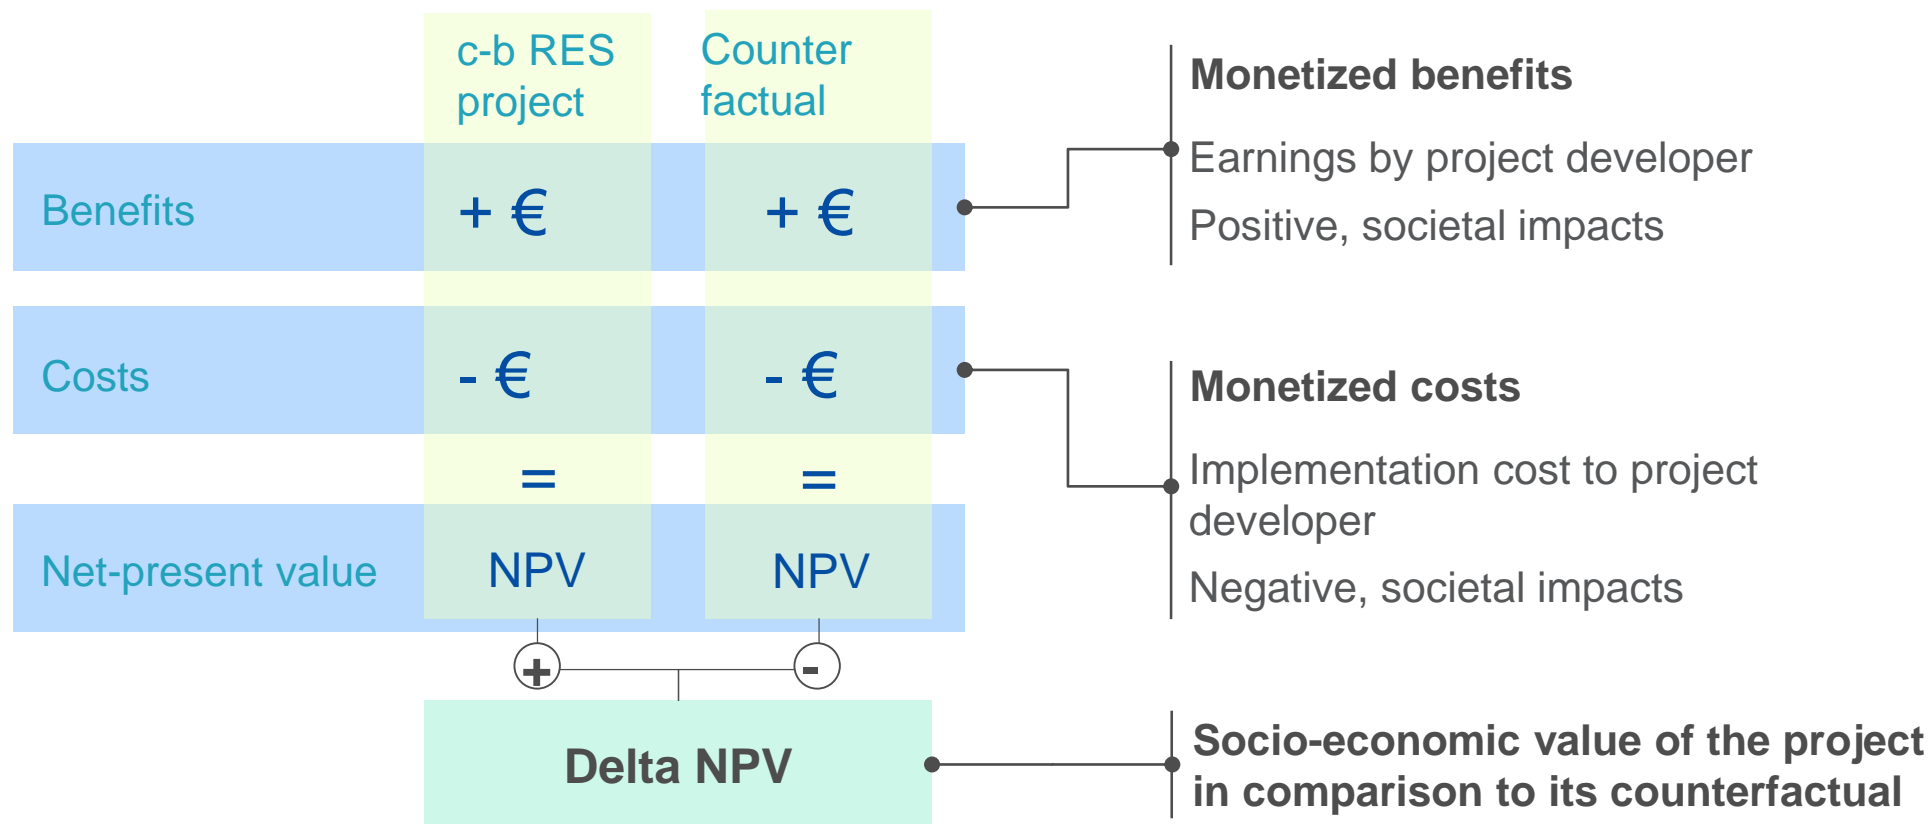 c-b RES
project
Counter
factual
Benefits
+ €
+ €
Costs
- €
- €
=
=
Net-present value
NPV
NPV
+
-
Delta NPV
Monetized benefits
Earnings by project developer
Positive, societal impacts
Monetized costs
Implementation cost to project
developer
Negative, societal impacts
Socio-economic value of the project
in comparison to its counterfactual